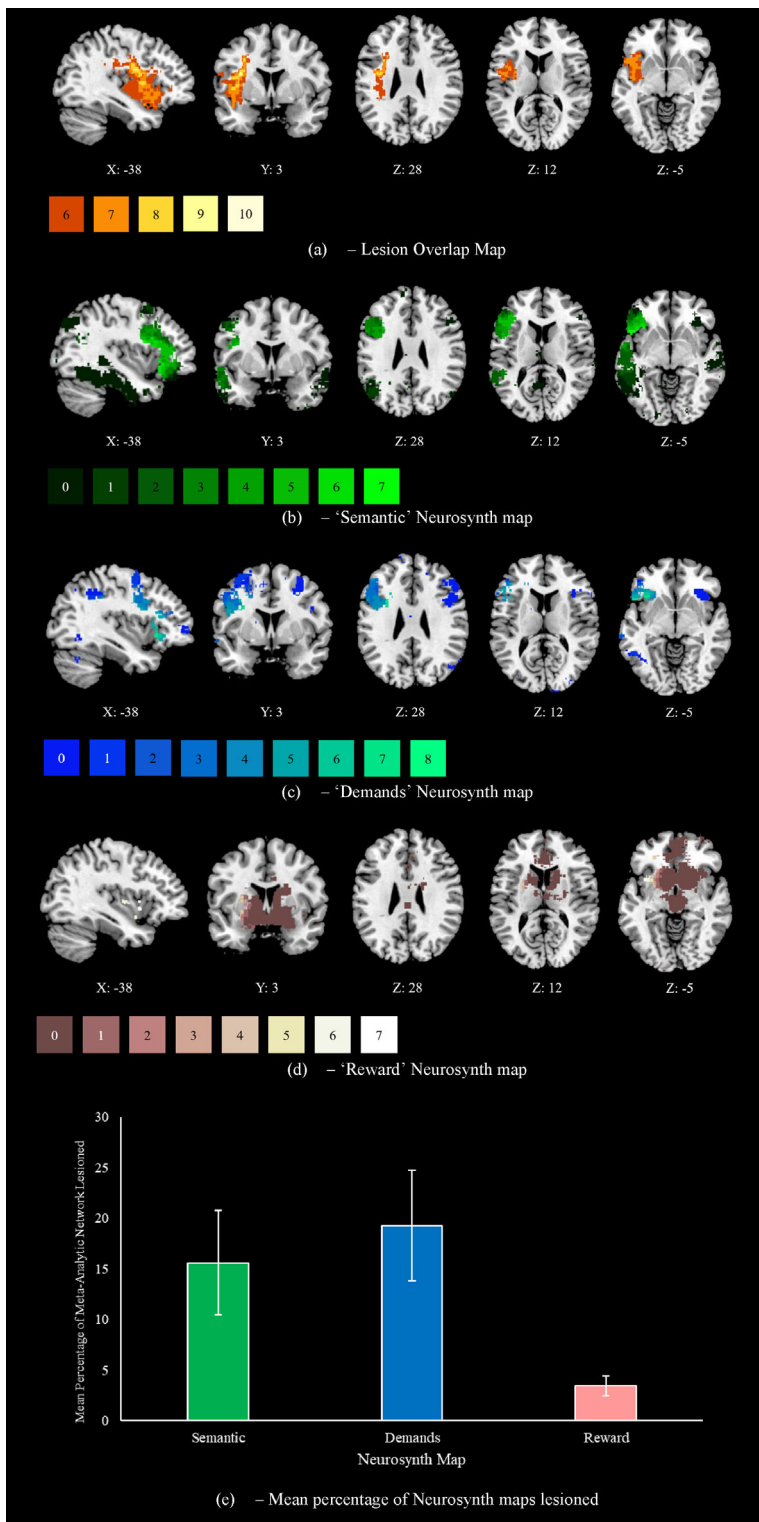 X: -38 Y: 3 Z: 28 Z: 12 Z: -5
6 7 8 9 10
(a) – Lesion Overlap Map
X: -38 Y: 3 Z: 28 Z: 12 Z: -5
0 1 2 3 4 5 6 7
(b) – ‘Semantic’ Neurosynth map
X: -38 Y: 3 Z: 28 Z: 12 Z: -5
0 1 2 3 4 5 6 7 8
(c) – ‘Demands’ Neurosynth map
X: -38 Y: 3 Z: 28 Z: 12 Z: -5
0 1 2 3 4 5 6 7
(d) – ‘Reward’ Neurosynth map
Mean Percentage of Meta-Analytic Network Lesioned
30
25
20
15
10
5
0
Semantic Demands Reward
Neurosynth Map
(e) – Mean percentage of Neurosynth maps lesioned